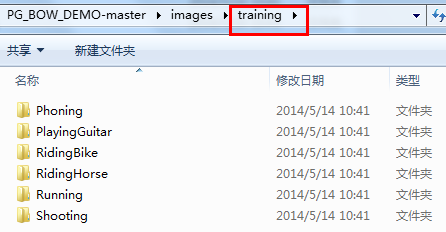 PG_BOW_DEMO-master images training
共享 新建文件夹
名称 修改日期 类型
Phoning 2014/5/14 10:41 文件夹
PlayingGuitar 2014/5/14 10:41 文件夹
RidingBike 2014/5/14 10:41 文件夹
RidingHorse 2014/5/14 10:41 文件夹
Running 2014/5/14 10:41 文件夹
Shooting 2014/5/14 10:41 文件夹